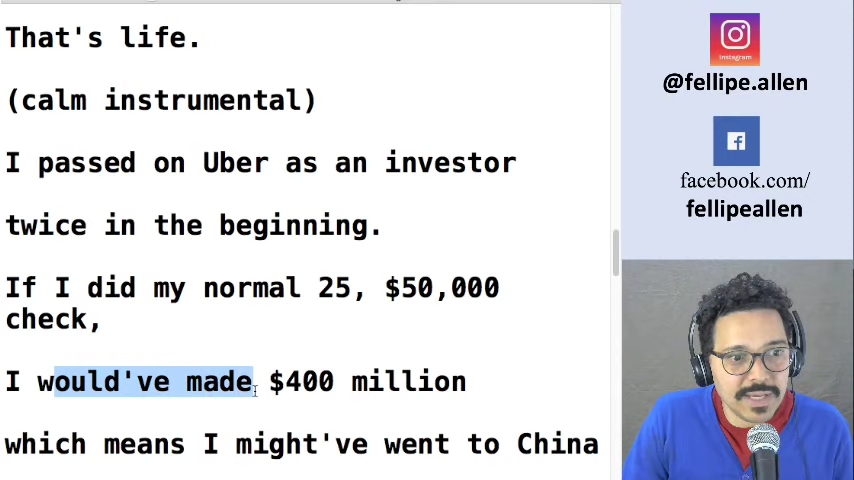 That's life.
(calm instrumental)
I passed on Uber as an investor
twice in the beginning.
If I did my normal 25, $50,000
check,
I would've made $400 million
which means I might've went to China
Instagram
@fellipe.allen
facebook.com/
fellipeallen